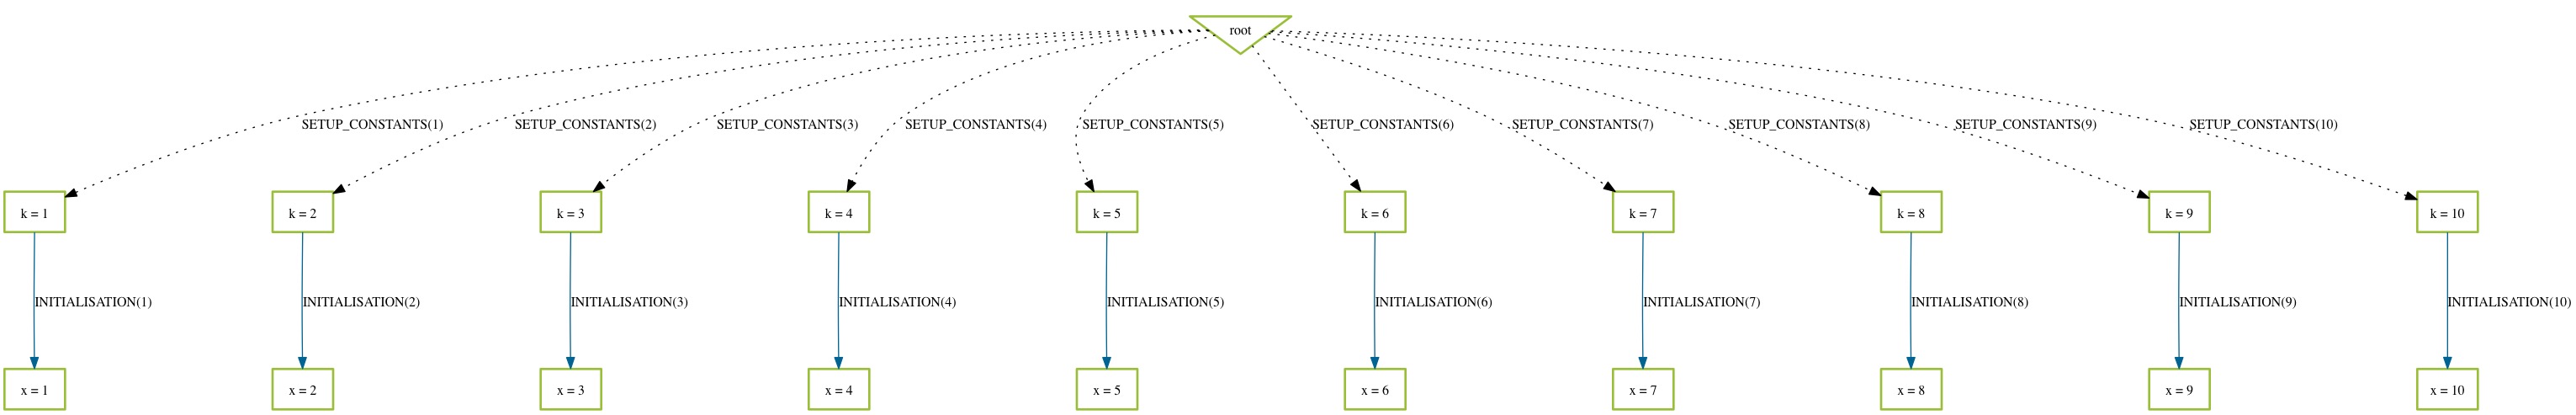 root
SETUP_CONSTANTS(1) SETUP_CONSTANTS(2) SETUP_CONSTANTS(3) SETUP_CONSTANTS(4) SETUP_CONSTANTS(5) SETUP_CONSTANTS(6) SETUP_CONSTANTS(7) SETUP_CONSTANTS(8) SETUP_CONSTANTS(9) SETUP_CONSTANTS(10)
k = 1 k = 2 k = 3 k = 4 k = 5 k = 6 k = 7 k = 8 k = 9 k = 10
INITIALISATION(1) INITIALISATION(2) INITIALISATION(3) INITIALISATION(4) INITIALISATION(5) INITIALISATION(6) INITIALISATION(7) INITIALISATION(8) INITIALISATION(9) INITIALISATION(10)
x = 1 x = 2 x = 3 x = 4 x = 5 x = 6 x = 7 x = 8 x = 9 x = 10